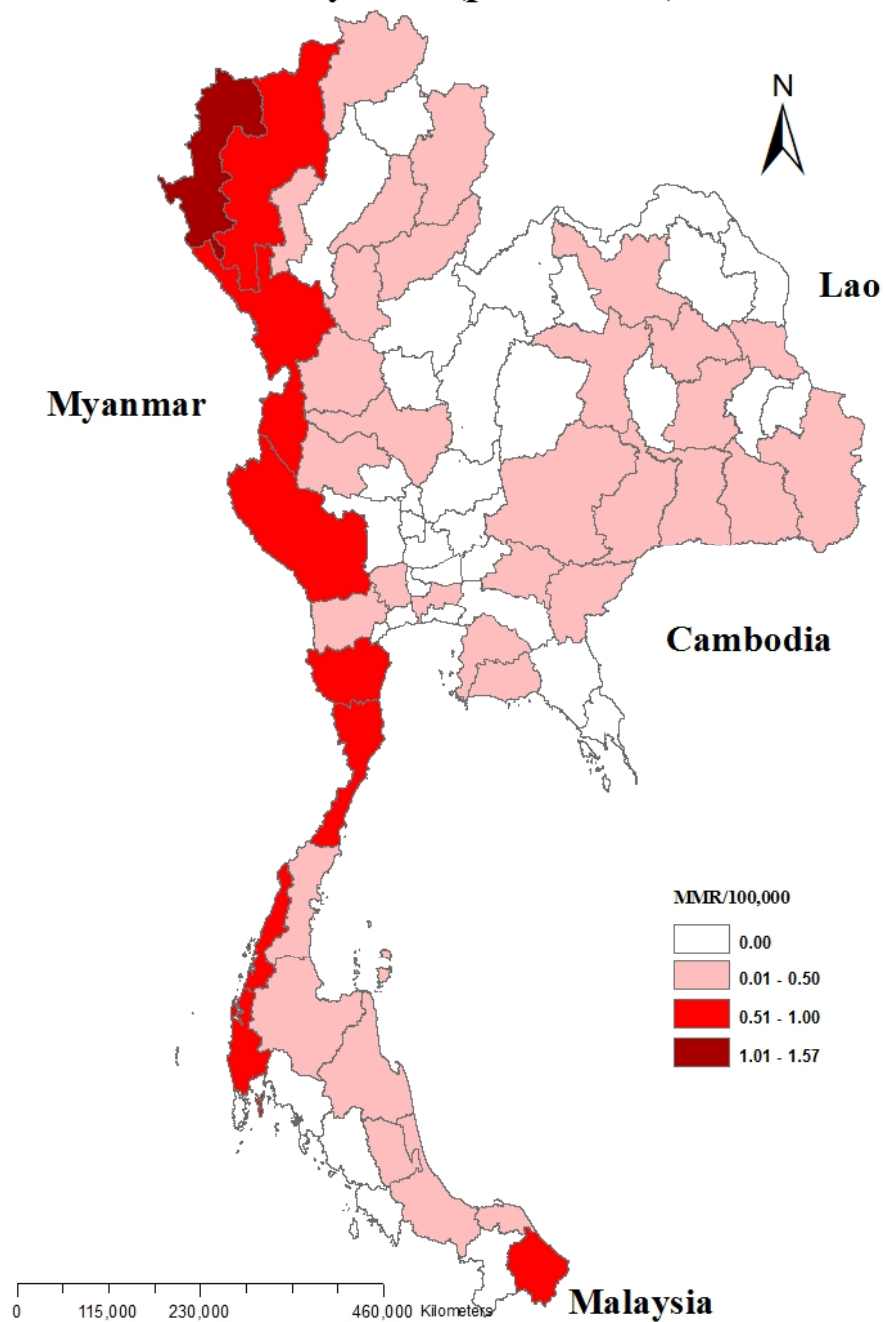 N
Lao
Myanmar
Cambodia
MMR/100,000
0.00
0.01 - 0.50
0.51 - 1.00
1.01 - 1.57
0 115,000 230,000 460,000 Kilometers
Malaysia